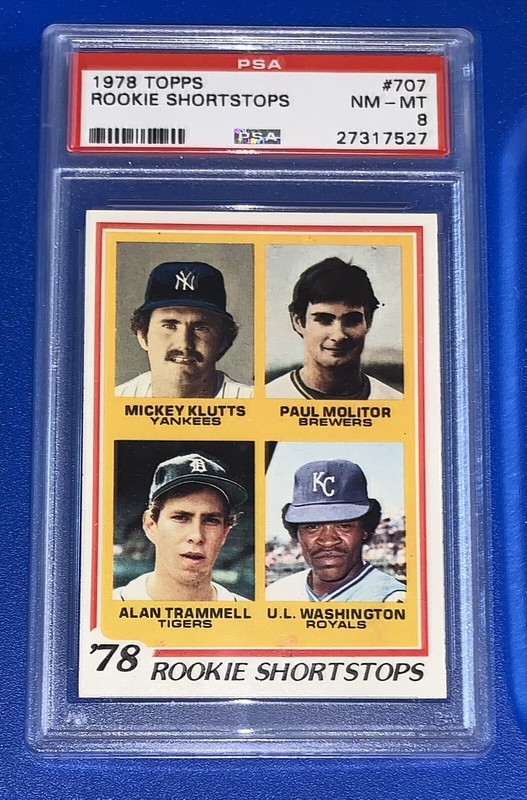 PSA
1978 TOPPS #707
ROOKIE SHORTSTOPS NM-MT
8
PSA 27317527
NY
MICKEY KLUTTS
YANKEES
PAUL MOLITOR
BREWERS
D
ALAN TRAMMELL
TIGERS
KC
U.L. WASHINGTON
ROYALS
'78 ROOKIE SHORTSTOPS